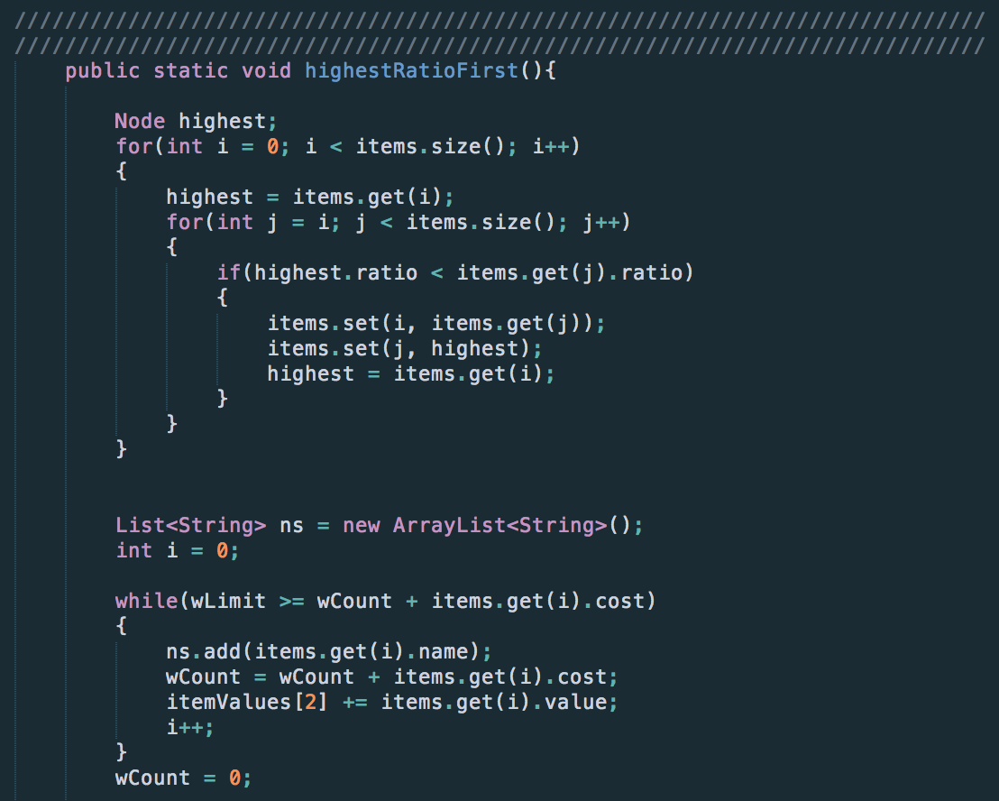 /////////////////////////////////////////////////////////////////////////////
/////////////////////////////////////////////////////////////////////////////
    public static void highestRatioFirst(){

        Node highest;
        for(int i = 0; i < items.size(); i++)
        {
            highest = items.get(i);
            for(int j = i; j < items.size(); j++)
            {
                if(highest.ratio < items.get(j).ratio)
                {
                    items.set(i, items.get(j));
                    items.set(j, highest);
                    highest = items.get(i);
                }
            }
        }


        List<String> ns = new ArrayList<String>();
        int i = 0;

        while(wLimit >= wCount + items.get(i).cost)
        {
            ns.add(items.get(i).name);
            wCount = wCount + items.get(i).cost;
            itemValues[2] += items.get(i).value;
            i++;
        }
        wCount = 0;